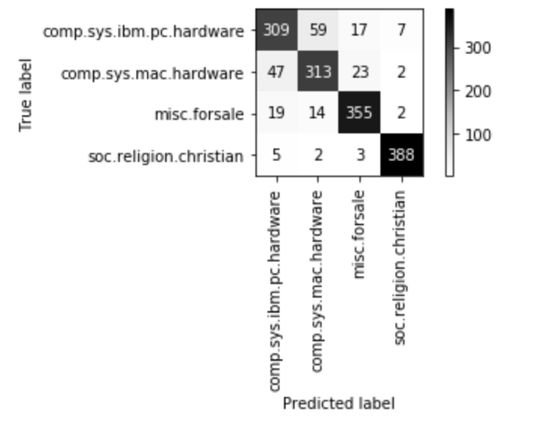 comp.sys.ibm.pc.hardware 309 59 17 7
comp.sys.mac.hardware 47 313 23 2
misc.forsale 19 14 355 2
soc.religion.christian 5 2 3 388
True label
300
200
100
comp.sys.ibm.pc.hardware
comp.sys.mac.hardware
misc.forsale
soc.religion.christian
Predicted label